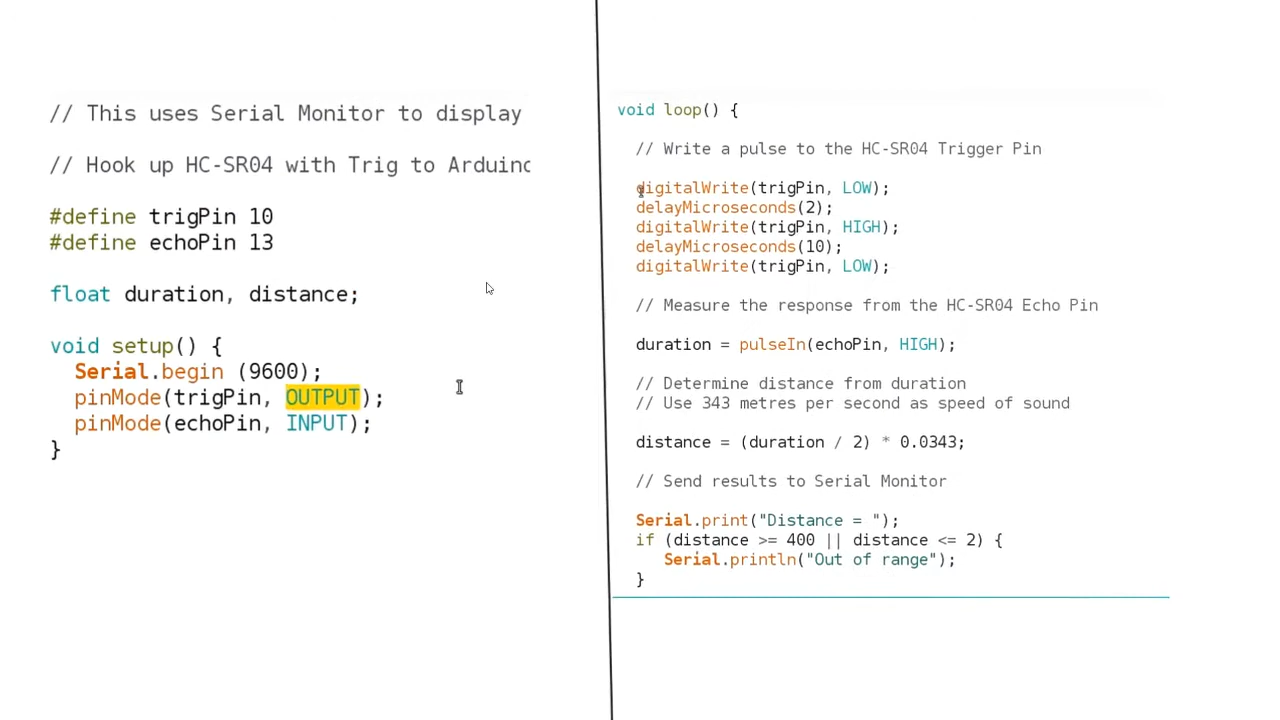 // This uses Serial Monitor to display
// Hook up HC-SR04 with Trig to Arduino
#define trigPin 10
#define echoPin 13
float duration, distance;
void setup() {
Serial.begin (9600);
pinMode(trigPin, OUTPUT);
pinMode(echoPin, INPUT);
}
void loop() {
// Write a pulse to the HC-SR04 Trigger Pin
digitalWrite(trigPin, LOW);
delayMicroseconds(2);
digitalWrite(trigPin, HIGH);
delayMicroseconds(10);
digitalWrite(trigPin, LOW);
// Measure the response from the HC-SR04 Echo Pin
duration = pulseIn(echoPin, HIGH);
// Determine distance from duration
// Use 343 metres per second as speed of sound
distance = (duration / 2) * 0.0343;
// Send results to Serial Monitor
Serial.print("Distance = ");
if (distance >= 400 || distance <= 2) {
Serial.println("Out of range");
}